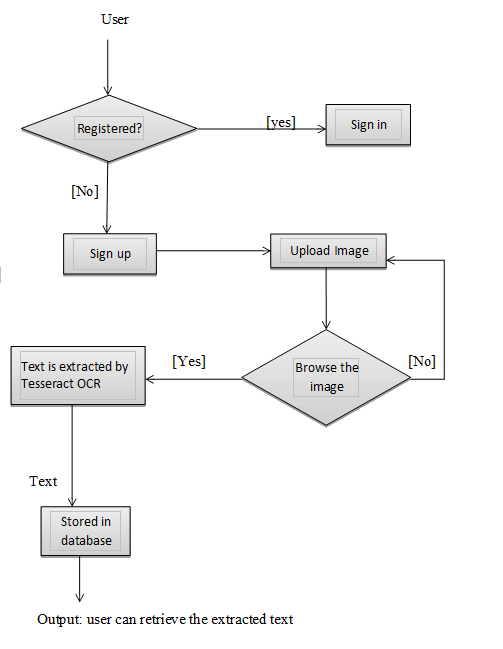 User
Registered?
[yes]
Sign in
[No]
Sign up
Upload Image
Browse the
image
[No]
[Yes]
Text is extracted by
Tesseract OCR
Text
Stored in
database
Output: user can retrieve the extracted text